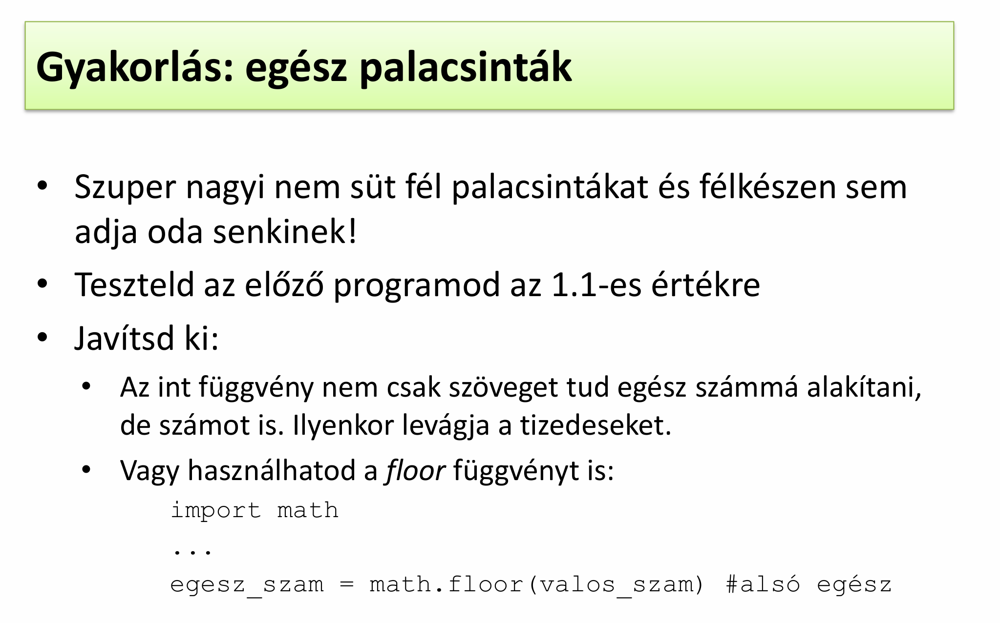 Gyakorlás: egész palacsinták
• Szuper nagyi nem süt fél palacsintákat és félkészen sem
adja oda senkinek!
• Teszteld az előző programod az 1.1-es értékre
• Javítsd ki:
• Az int függvény nem csak szöveget tud egész számmá alakítani,
de számot is. Ilyenkor levágja a tizedeseket.
• Vagy használhatod a floor függvényt is:
import math
...
egesz_szam = math.floor(valos_szam) #alsó egész